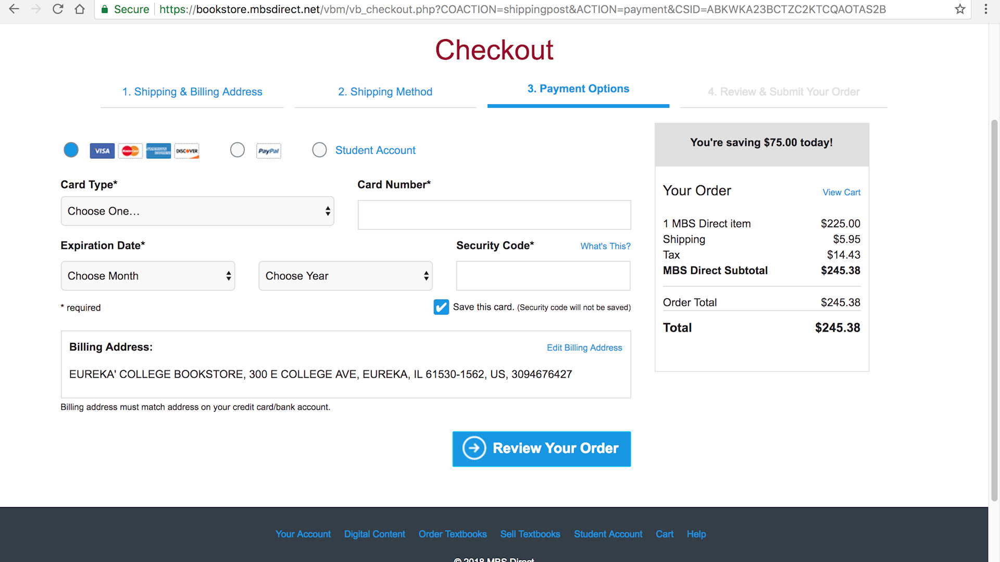 Secure https://bookstore.mbsdirect.net/vbm/vb_checkout.php?COACTION=shippingpost&ACTION=payment&CSID=ABKWKA23BCTZC2KTCQAOTAS2B
Checkout
1. Shipping & Billing Address 2. Shipping Method 3. Payment Options 4. Review & Submit Your Order
VISA MasterCard AMERICAN EXPRESS DISCOVER PayPal Student Account
Card Type* Card Number*
Choose One...
Expiration Date* Security Code* What's This?
Choose Month Choose Year
* required Save this card. (Security code will not be saved)
Billing Address: Edit Billing Address
EUREKA' COLLEGE BOOKSTORE, 300 E COLLEGE AVE, EUREKA, IL 61530-1562, US, 3094676427
Billing address must match address on your credit card/bank account.
Review Your Order
You're saving $75.00 today!
Your Order View Cart
1 MBS Direct item $225.00
Shipping $5.95
Tax $14.43
MBS Direct Subtotal $245.38
Order Total $245.38
Total $245.38
Your Account Digital Content Order Textbooks Sell Textbooks Student Account Cart Help
© 2018 MBS Direct